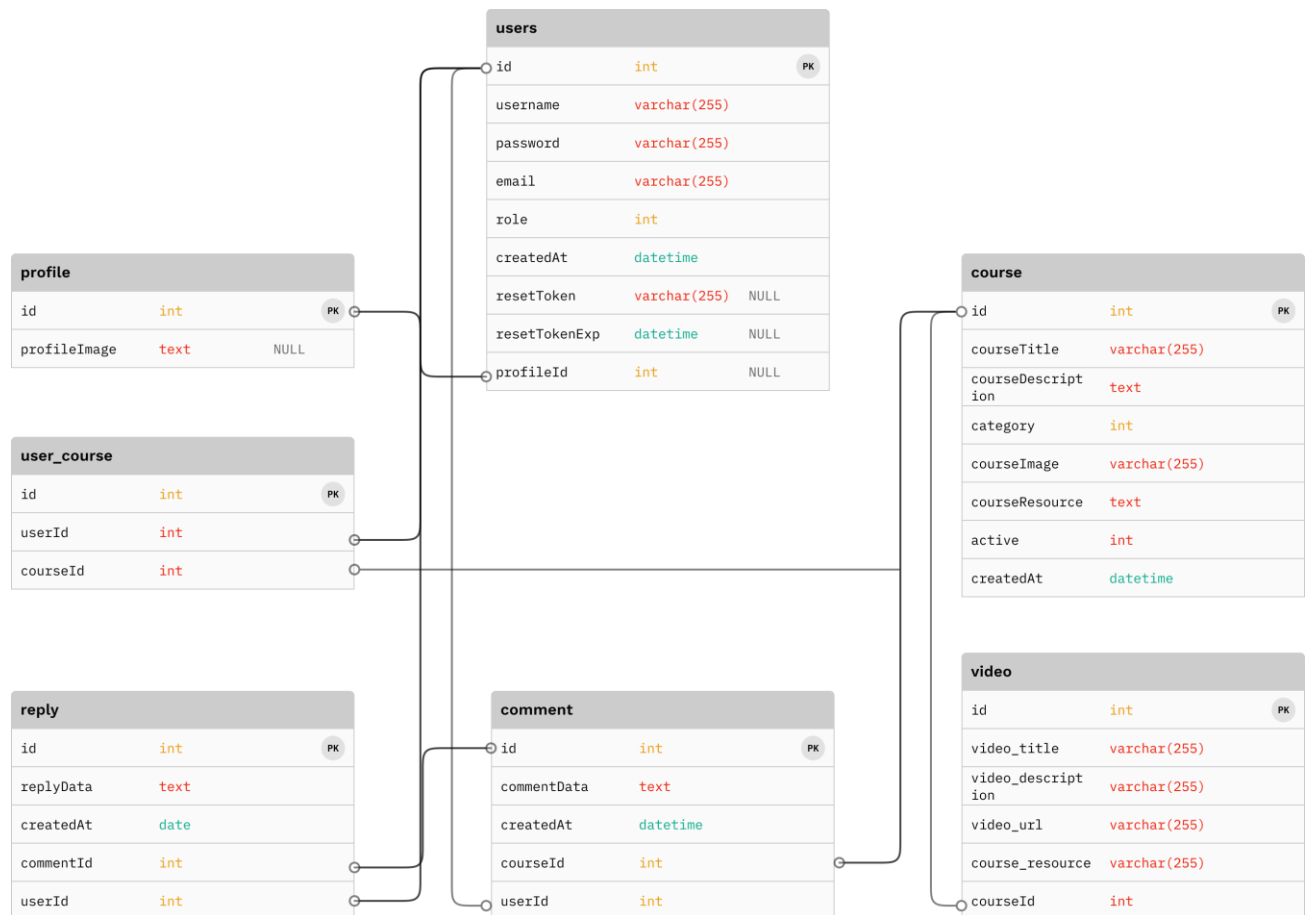 users
id int PK
username varchar(255)
password varchar(255)
email varchar(255)
role int
createdAt datetime
resetToken varchar(255) NULL
resetTokenExp datetime NULL
profileId int NULL
profile
id int PK
profileImage text NULL
user_course
id int PK
userId int
courseId int
course
id int PK
courseTitle varchar(255)
courseDescript
ion
text
category int
courseImage varchar(255)
courseResource text
active int
createdAt datetime
reply
id int PK
replyData text
createdAt date
commentId int
userId int
comment
id int PK
commentData text
createdAt datetime
courseId int
userId int
video
id int PK
video_title varchar(255)
video_descript
ion
varchar(255)
video_url varchar(255)
course_resource varchar(255)
courseId int